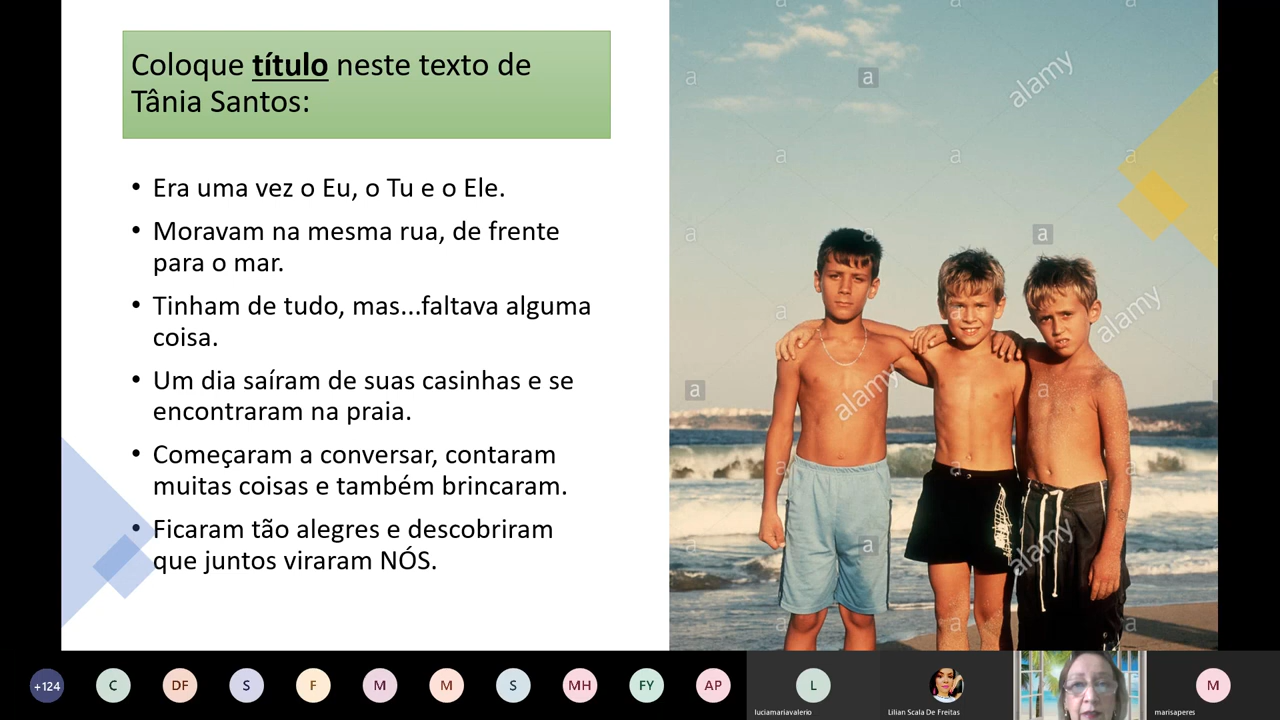 Coloque título neste texto de
Tânia Santos:
• Era uma vez o Eu, o Tu e o Ele.
• Moravam na mesma rua, de frente
para o mar.
• Tinham de tudo, mas...faltava alguma
coisa.
• Um dia saíram de suas casinhas e se
encontraram na praia.
• Começaram a conversar, contaram
muitas coisas e também brincaram.
• Ficaram tão alegres e descobriram
que juntos viraram NÓS.
a a alamy
a a a
a a a
a alamy
a alamy a
a a a
a alamy
a a a
+124 C DF S F M M S MH FY AP L M
luciamariavalerio Lilian Scala De Freitas marisaperes